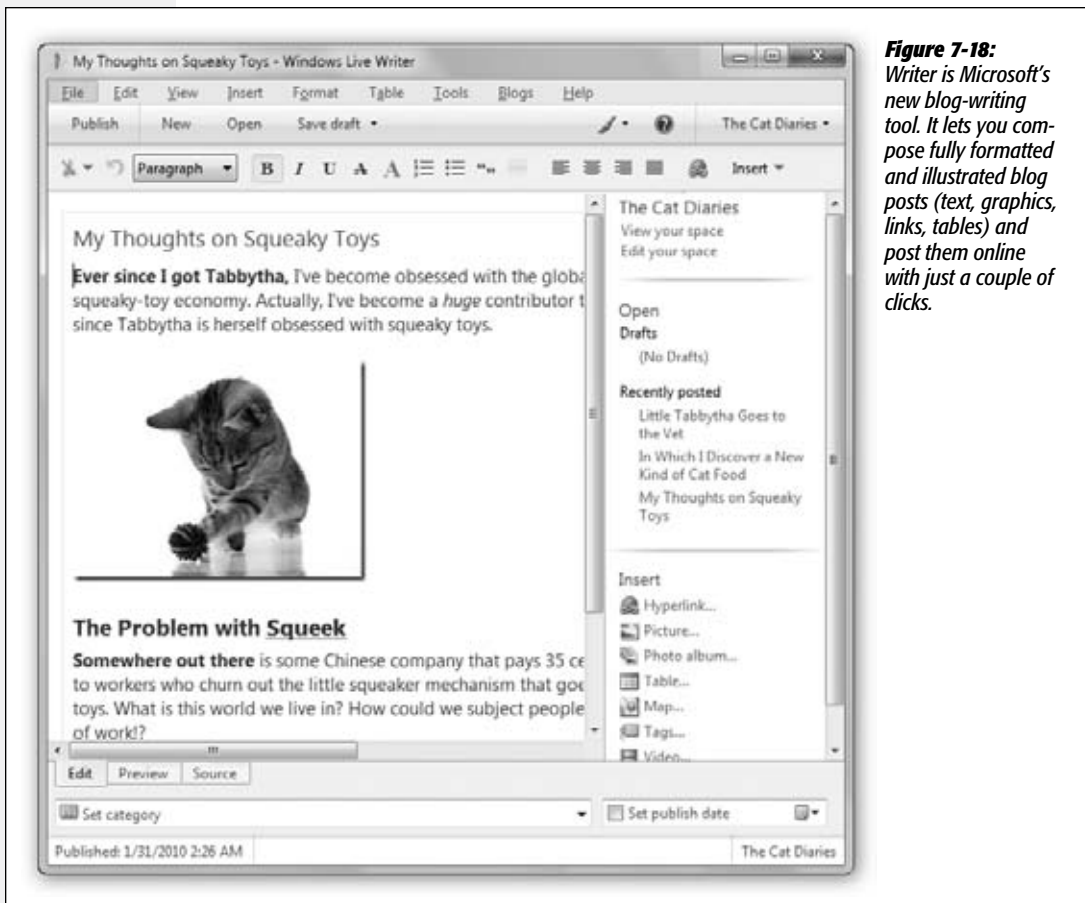 My Thoughts on Squeaky Toys - Windows Live Writer
File Edit View Insert Format Table Tools Blogs Help
Publish New Open Save draft The Cat Diaries
Paragraph B I U A A Insert
My Thoughts on Squeaky Toys
Ever since I got Tabbytha, I've become obsessed with the globa
squeaky-toy economy. Actually, I've become a huge contributor t
since Tabbytha is herself obsessed with squeaky toys.
The Problem with Squeek
Somewhere out there is some Chinese company that pays 35 ce
to workers who churn out the little squeaker mechanism that goe
toys. What is this world we live in? How could we subject people
of work!?
The Cat Diaries
View your space
Edit your space
Open
Drafts
(No Drafts)
Recently posted
Little Tabbytha Goes to
the Vet
In Which I Discover a New
Kind of Cat Food
My Thoughts on Squeaky
Toys
Insert
Hyperlink...
Picture...
Photo album...
Table...
Map...
Tags...
Video...
Edit Preview Source
Set category Set publish date
Published: 1/31/2010 2:26 AM The Cat Diaries
Figure 7-18:
Writer is Microsoft's
new blog-writing
tool. It lets you com-
pose fully formatted
and illustrated blog
posts (text, graphics,
links, tables) and
post them online
with just a couple of
clicks.